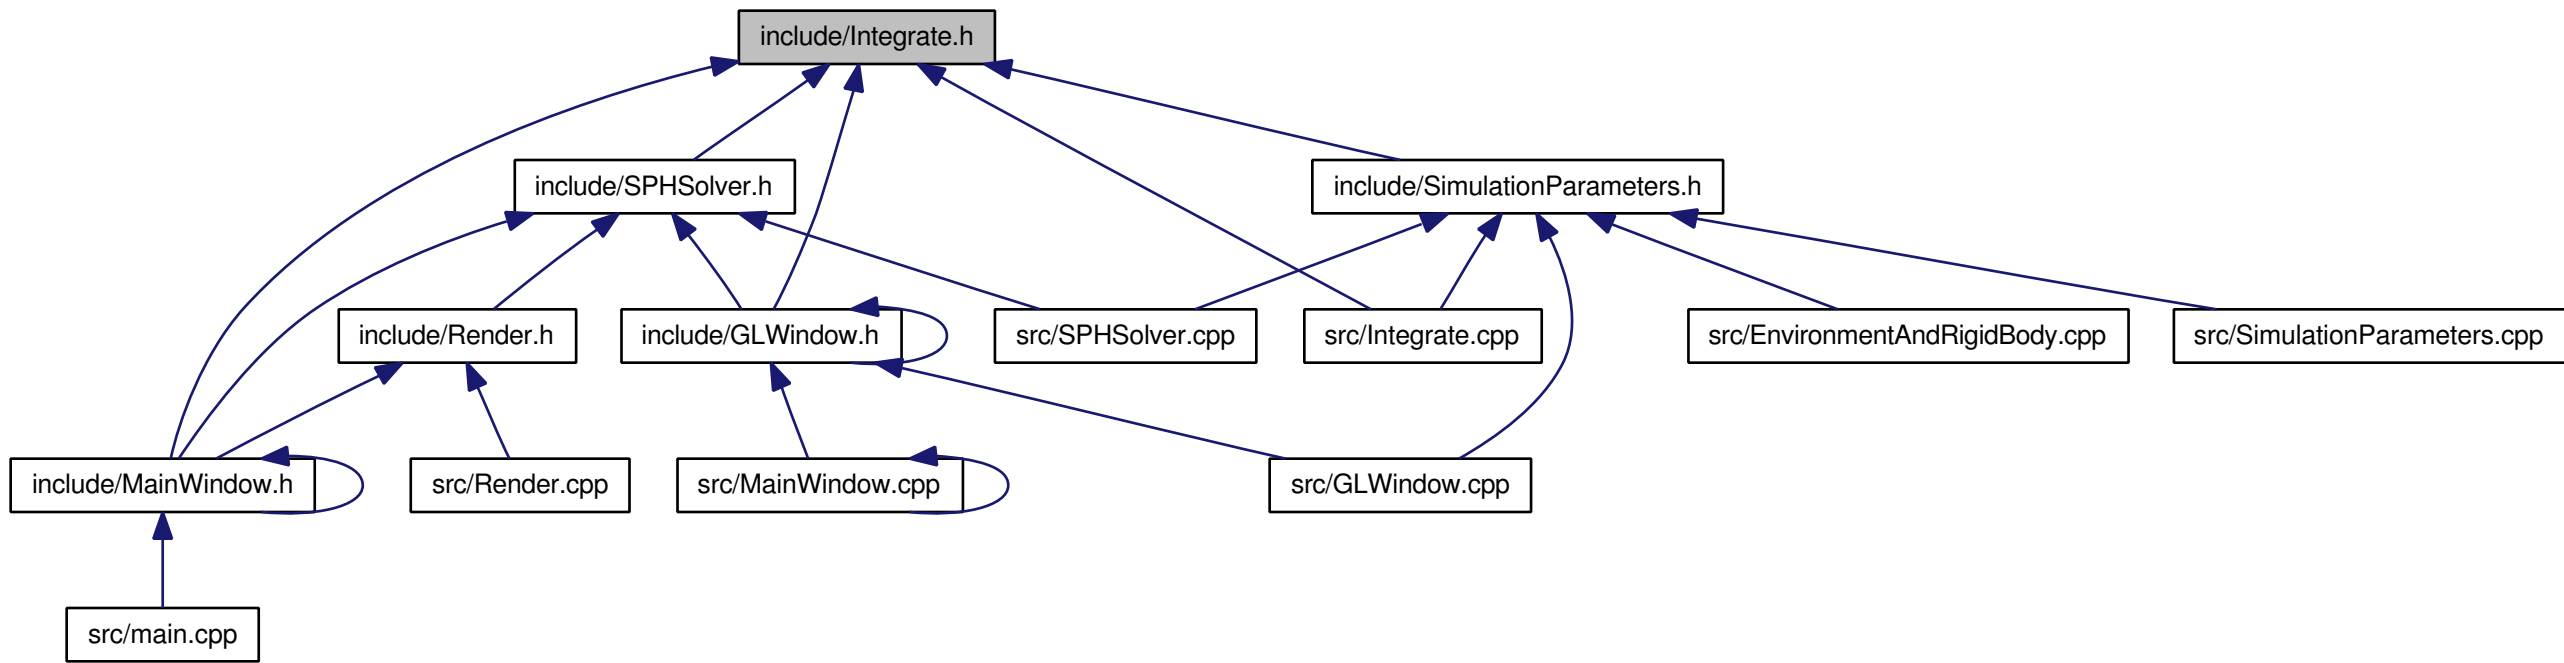 include/Integrate.h
include/SPHSolver.h
include/SimulationParameters.h
include/Render.h
include/GLWindow.h
src/SPHSolver.cpp
src/Integrate.cpp
src/EnvironmentAndRigidBody.cpp
src/SimulationParameters.cpp
include/MainWindow.h
src/Render.cpp
src/MainWindow.cpp
src/GLWindow.cpp
src/main.cpp